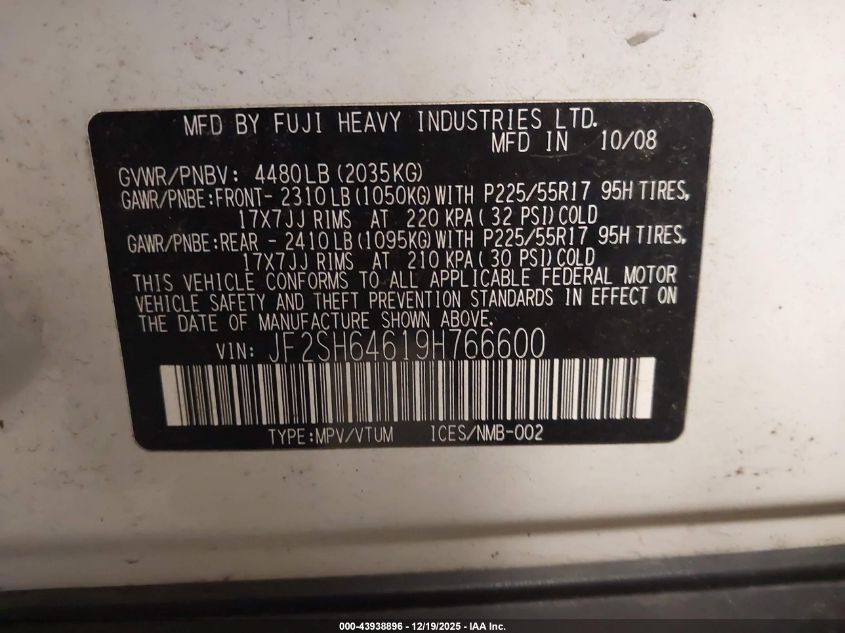 MFD BY FUJI HEAVY INDUSTRIES LTD.
MFD IN 10/08
GVWR/PNBV: 4480LB (2035KG)
GAWR/PNBE:FRONT- 2310 LB (1050KG) WITH P225/55R17 95H TIRES,
17X7JJ RIMS AT 220 KPA ( 32 PSI) COLD
GAWR/PNBE:REAR - 2410 LB (1095KG) WITH P225/55R17 95H TIRES,
17X7JJ RIMS AT 210 KPA ( 30 PSI) COLD
THIS VEHICLE CONFORMS TO ALL APPLICABLE FEDERAL MOTOR
VEHICLE SAFETY AND THEFT PREVENTION STANDARDS IN EFFECT ON
THE DATE OF MANUFACTURE SHOWN ABOVE.
VIN: JF2SH64619H766600
TYPE:MPV/VTUM ICES/NMB-002
000-43938896 - 12/19/2025 - IAA Inc.